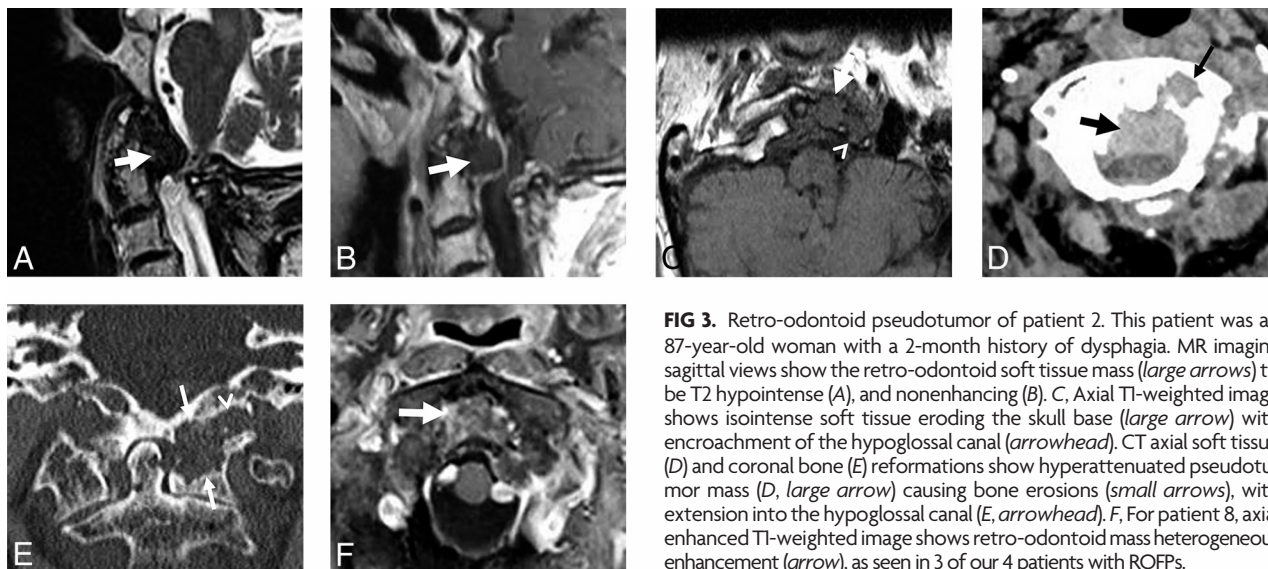 A
B
C
D
E
F
FIG 3. Retro-odontoid pseudotumor of patient 2. This patient was a
87-year-old woman with a 2-month history of dysphagia. MR imagin
sagittal views show the retro-odontoid soft tissue mass (large arrows) t
be T2 hypointense (A), and nonenhancing (B). C, Axial T1-weighted imag
shows isointense soft tissue eroding the skull base (large arrow) wit
encroachment of the hypoglossal canal (arrowhead). CT axial soft tissu
(D) and coronal bone (E) reformations show hyperattenuated pseudotu
mor mass (D, large arrow) causing bone erosions (small arrows), wit
extension into the hypoglossal canal (E, arrowhead). F, For patient 8, axia
enhanced T1-weighted image shows retro-odontoid mass heterogeneou
enhancement (arrow), as seen in 3 of our 4 patients with ROFPs.